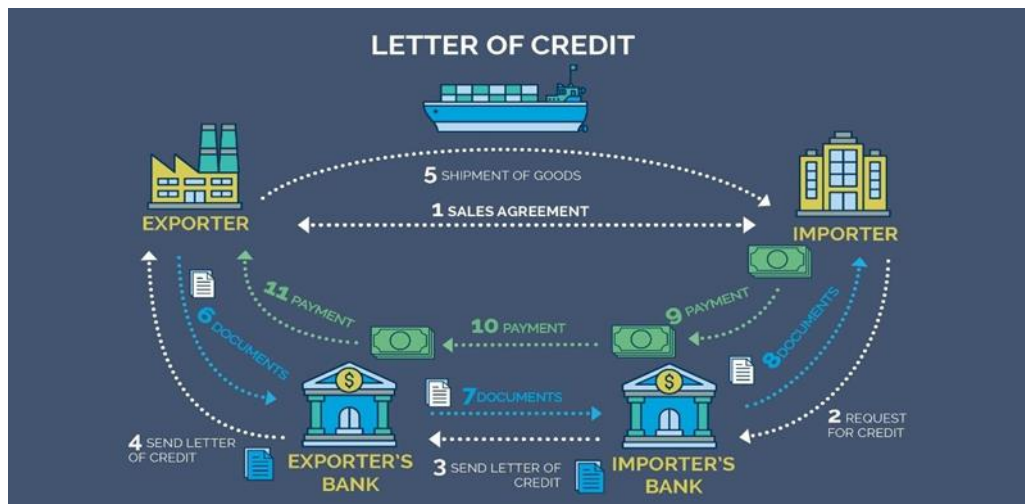 LETTER OF CREDIT
5 SHIPMENT OF GOODS
1 SALES AGREEMENT
EXPORTER
IMPORTER
11 PAYMENT
10 PAYMENT
9 PAYMENT
6 DOCUMENTS
7 DOCUMENTS
8 DOCUMENTS
2 REQUEST
FOR CREDIT
4 SEND LETTER
OF CREDIT
$
EXPORTER'S
BANK
3 SEND LETTER OF
CREDIT
$
IMPORTER'S
BANK